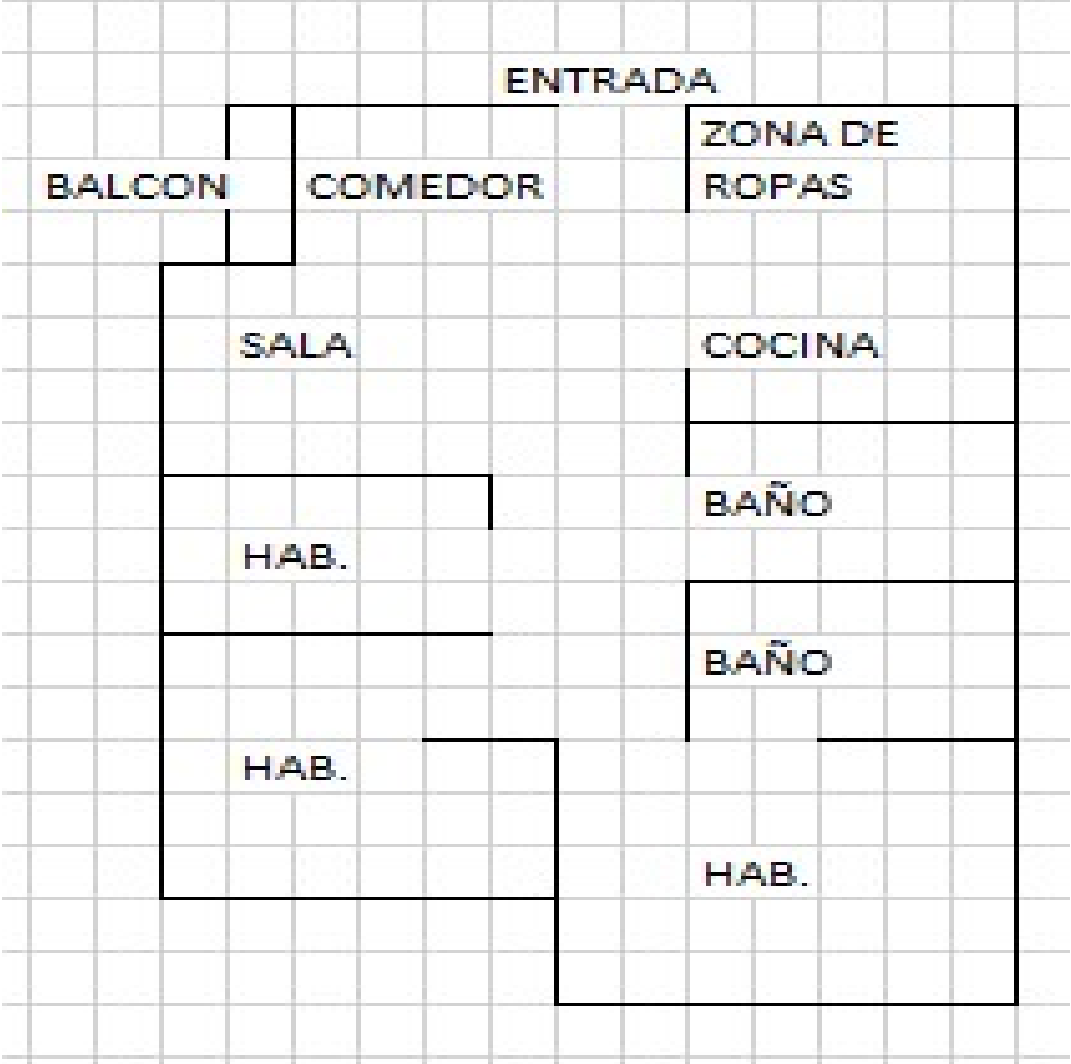 ENTRADA
ZONA DE
BALCON COMEDOR ROPAS
SALA COCINA
BAÑO
HAB.
BAÑO
HAB.
HAB.